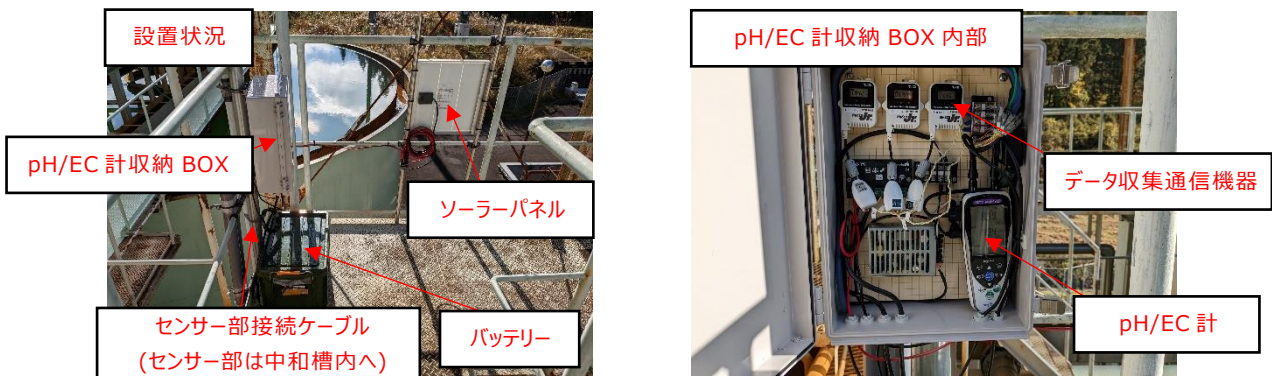 設置状況
pH/EC 計収納 BOX
ソーラーパネル
センサー部接続ケーブル
(センサー部は中和槽内へ)
バッテリー
pH/EC 計収納 BOX 内部
データ収集通信機器
pH/EC 計